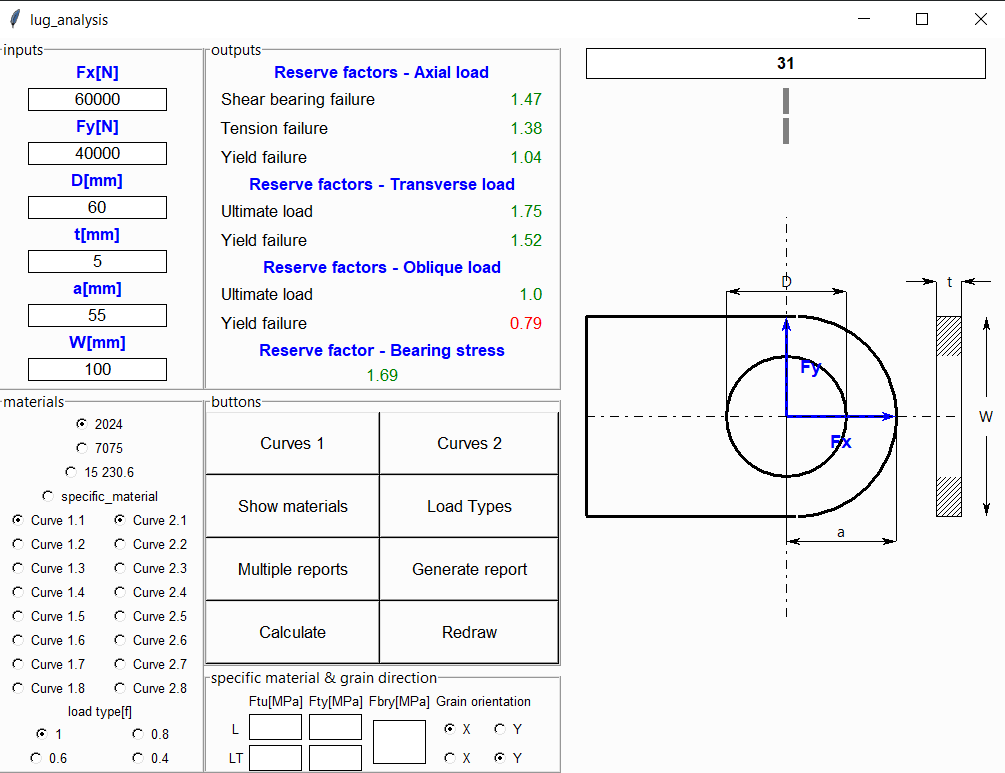 lug_analysis
inputs
Fx[N]
60000
Fy[N]
40000
D[mm]
60
t[mm]
5
a[mm]
55
W[mm]
100
outputs
Reserve factors - Axial load
Shear bearing failure 1.47
Tension failure 1.38
Yield failure 1.04
Reserve factors - Transverse load
Ultimate load 1.75
Yield failure 1.52
Reserve factors - Oblique load
Ultimate load 1.0
Yield failure 0.79
Reserve factor - Bearing stress
1.69
materials
2024
7075
15 230.6
specific_material
Curve 1.1 Curve 2.1
Curve 1.2 Curve 2.2
Curve 1.3 Curve 2.3
Curve 1.4 Curve 2.4
Curve 1.5 Curve 2.5
Curve 1.6 Curve 2.6
Curve 1.7 Curve 2.7
Curve 1.8 Curve 2.8
load type[f]
1 0.8
0.6 0.4
buttons
Curves 1 Curves 2
Show materials Load Types
Multiple reports Generate report
Calculate Redraw
specific material & grain direction
Ftu[MPa] Fty[MPa] Fbry[MPa] Grain orientation
L X Y
LT X Y
31
D
t
Fy
W
Fx
a